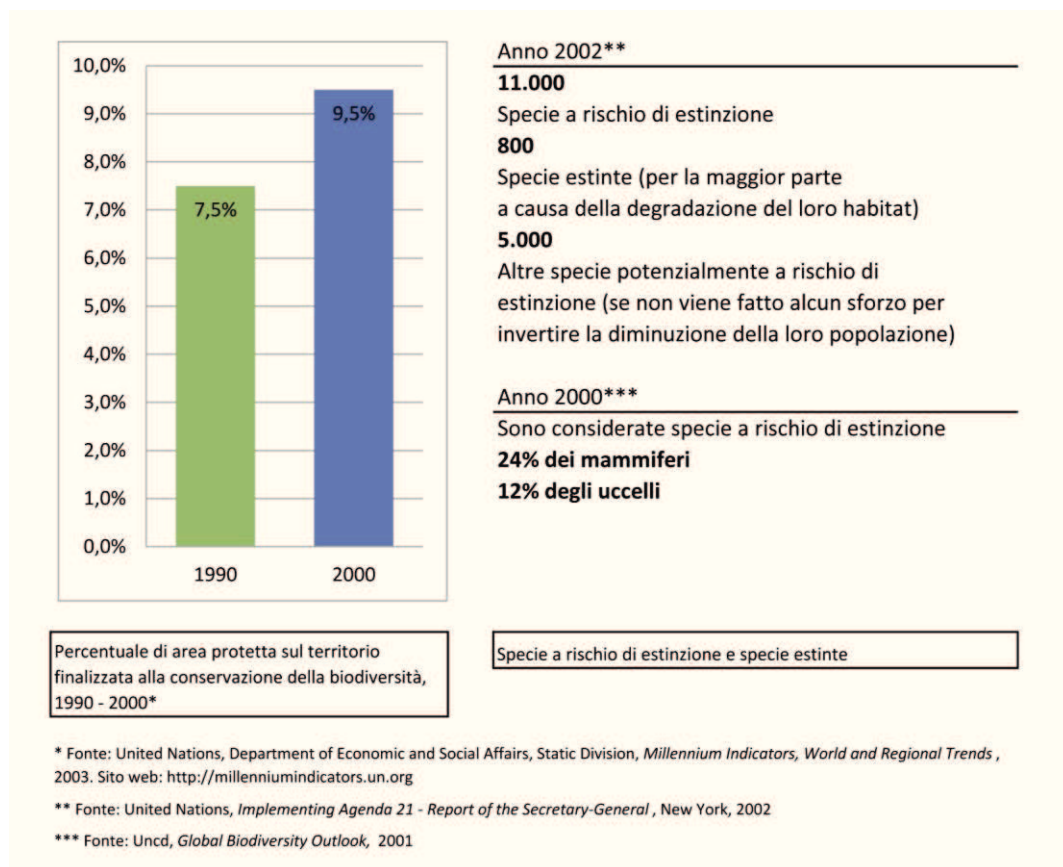 10,0%
9,0%
8,0%
7,0%
6,0%
5,0%
4,0%
3,0%
2,0%
1,0%
0,0%
7,5%
9,5%
1990
2000
Percentuale di area protetta sul territorio
finalizzata alla conservazione della biodiversità,
1990 - 2000*
Anno 2002**
11.000
Specie a rischio di estinzione
800
Specie estinte (per la maggior parte
a causa della degradazione del loro habitat)
5.000
Altre specie potenzialmente a rischio di
estinzione (se non viene fatto alcun sforzo per
invertire la diminuzione della loro popolazione)
Anno 2000***
Sono considerate specie a rischio di estinzione
24% dei mammiferi
12% degli uccelli
Specie a rischio di estinzione e specie estinte
* Fonte: United Nations, Department of Economic and Social Affairs, Static Division, Millennium Indicators, World and Regional Trends ,
2003. Sito web: http://millenniumindicators.un.org
** Fonte: United Nations, Implementing Agenda 21 - Report of the Secretary-General , New York, 2002
*** Fonte: Uncd, Global Biodiversity Outlook, 2001